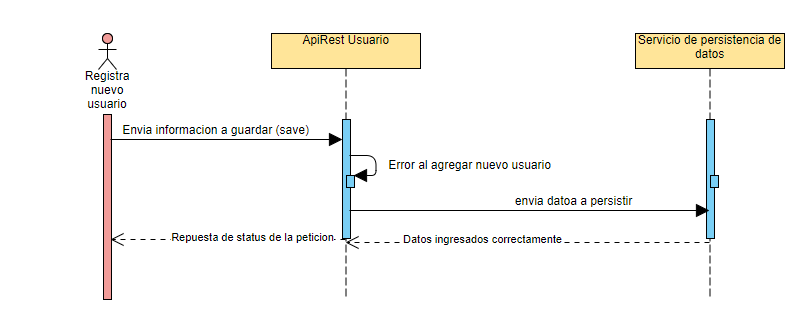 ApiRest Usuario
Servicio de persistencia de
datos
Registra
nuevo
usuario
Envia informacion a guardar (save)
Error al agregar nuevo usuario
envia datoa a persistir
Repuesta de status de la peticion
Datos ingresados correctamente